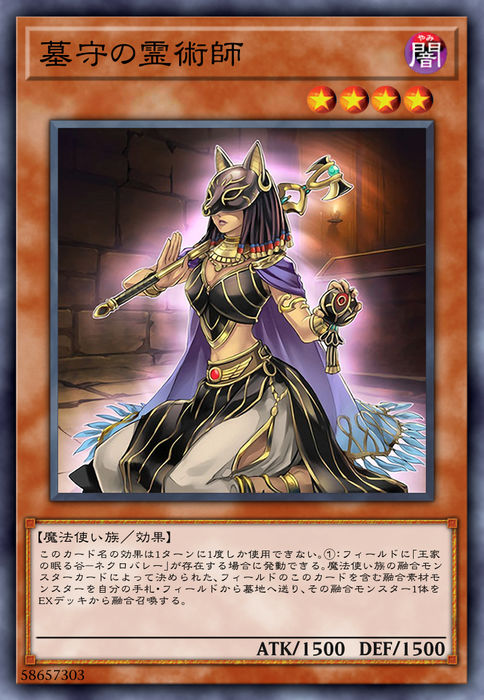 墓守の霊術師
やみ
闇
【魔法使い族／効果】
このカード名の効果は1ターンに1度しか使用できない。①：フィールドに「王家
の眠る谷－ネクロバレー」が存在する場合に発動できる。魔法使い族の融合モン
スターカードによって決められた、フィールドのこのカードを含む融合素材モ
ンスターを自分の手札・フィールドから墓地へ送り、その融合モンスター1体を
EXデッキから融合召喚する。
ATK/1500 DEF/1500
58657303